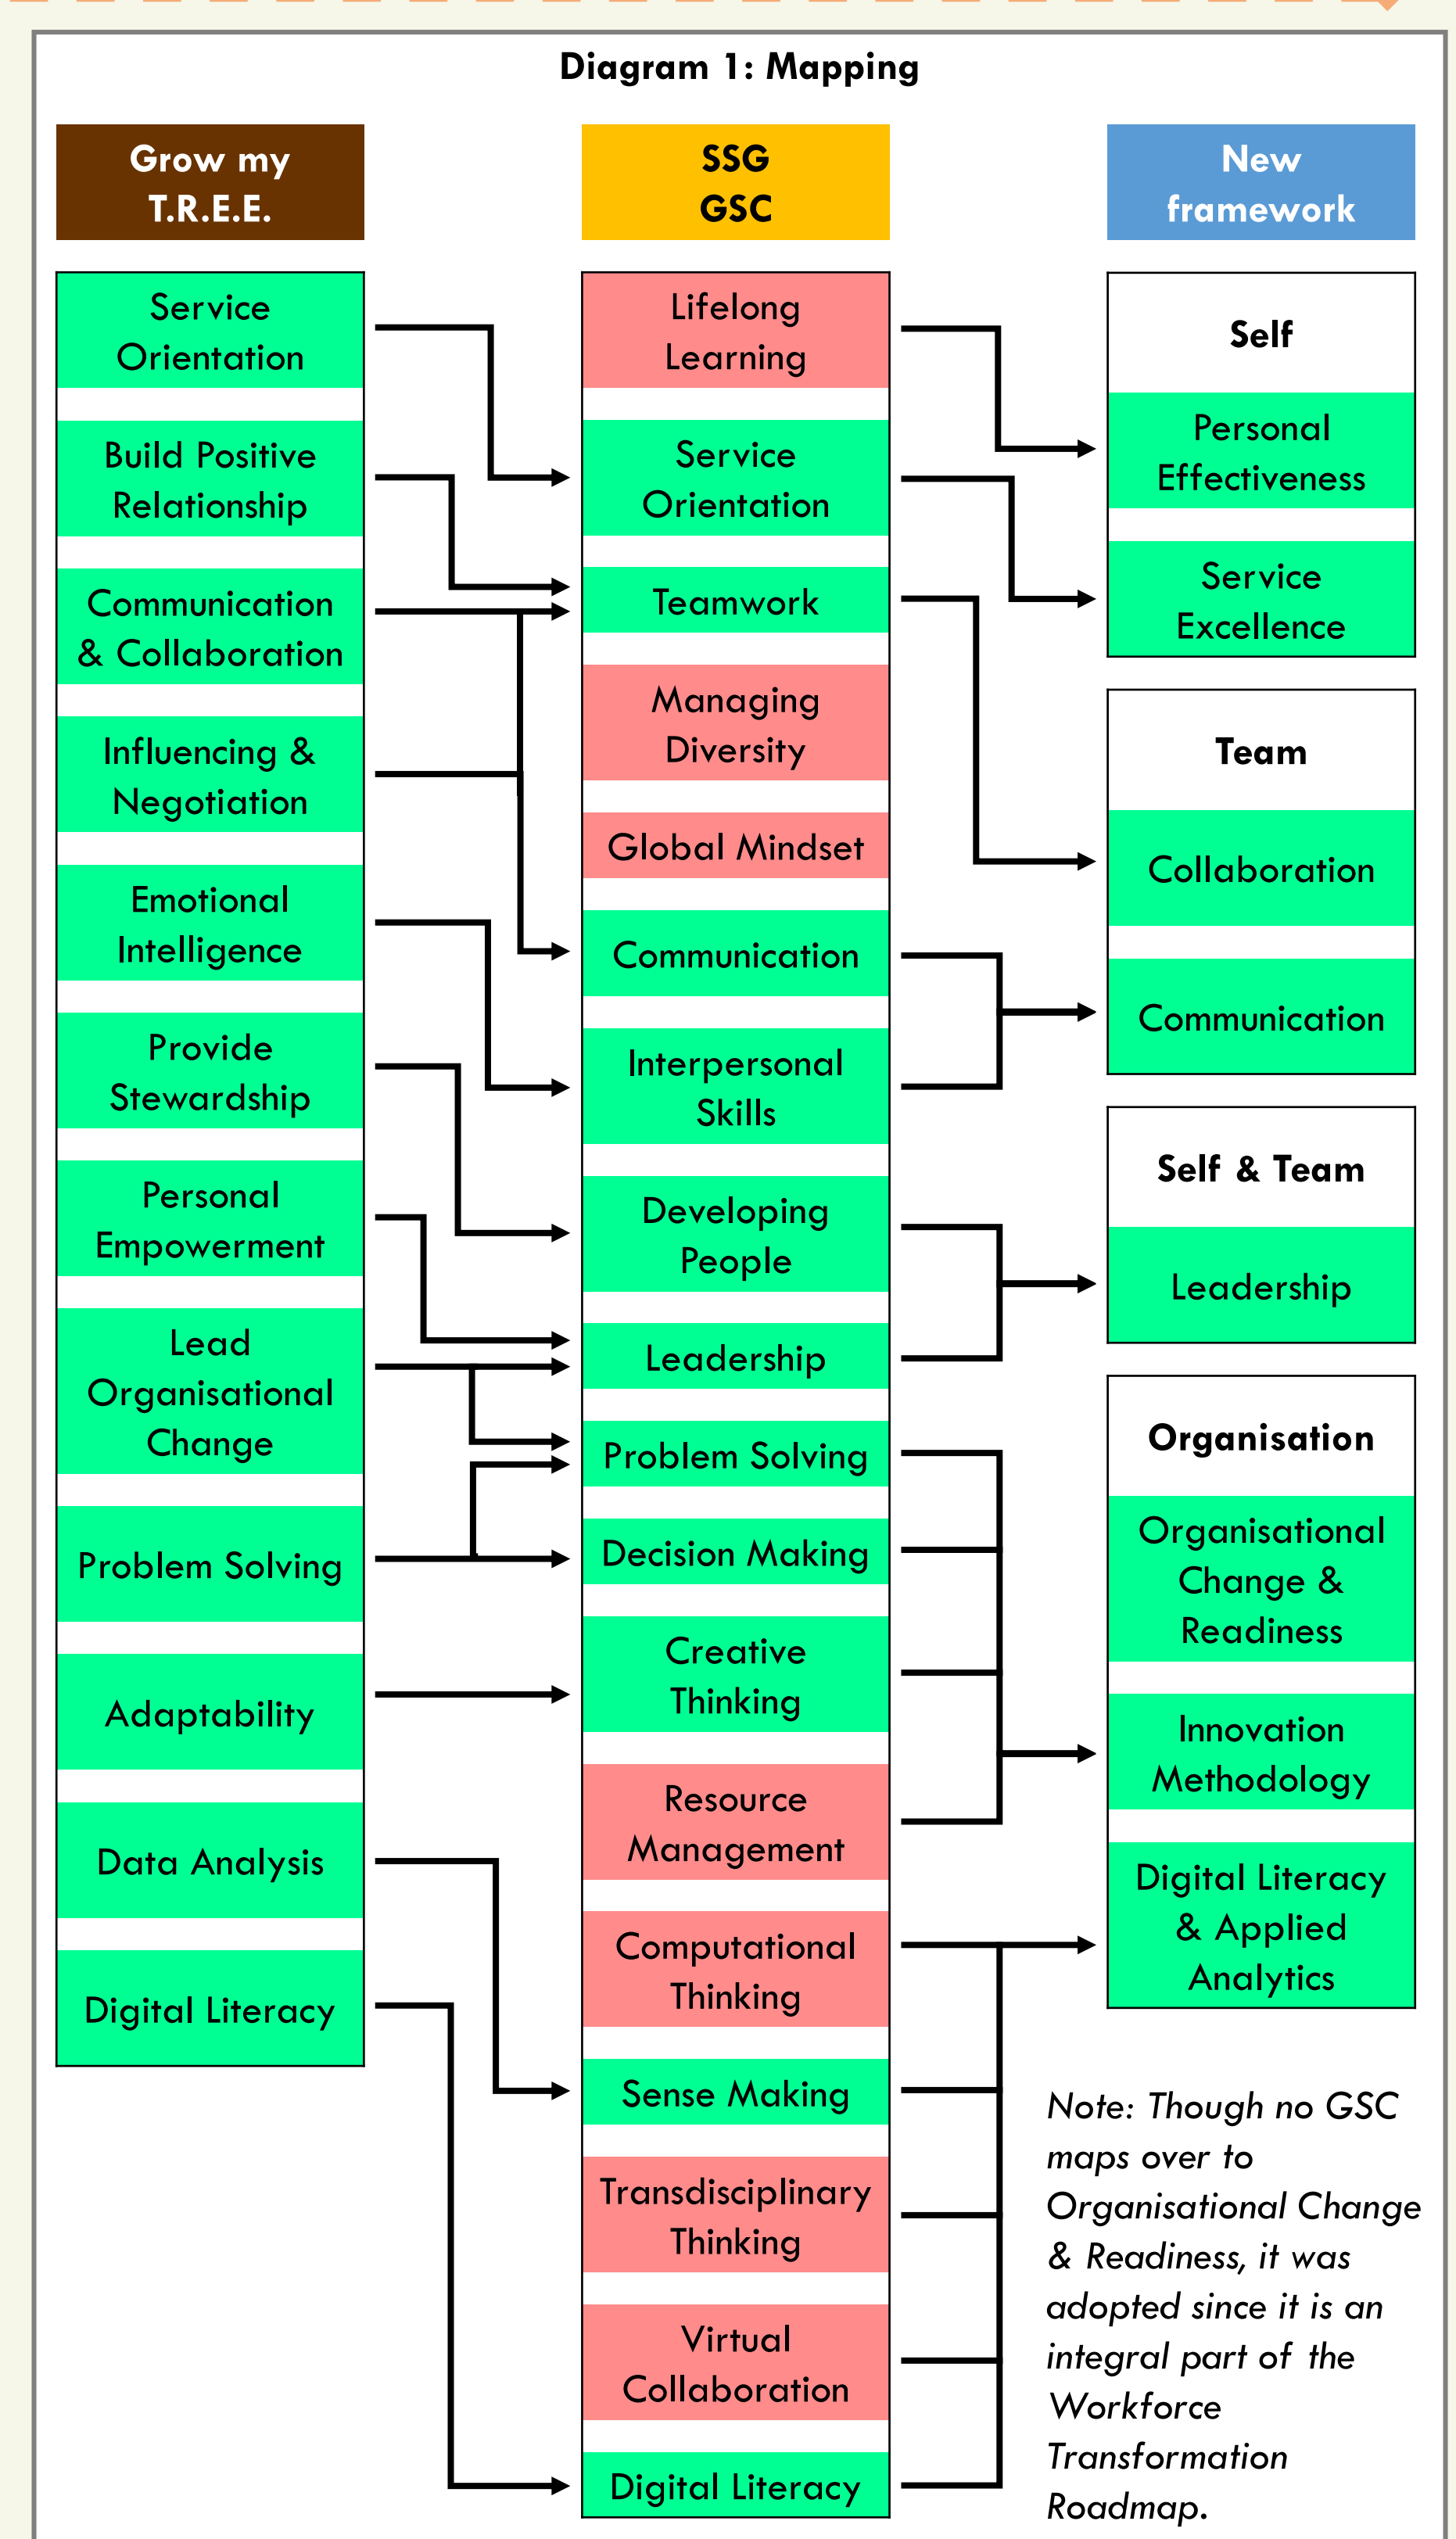 Diagram 1: Mapping
Grow my
T.R.E.E.
Service
Orientation
Build Positive
Relationship
Communication
& Collaboration
Influencing &
Negotiation
Emotional
Intelligence
Provide
Stewardship
Personal
Empowerment
Lead
Organisational
Change
Problem Solving
Adaptability
Data Analysis
Digital Literacy
SSG
GSC
Lifelong
Learning
Service
Orientation
Teamwork
Managing
Diversity
Global Mindset
Communication
Interpersonal
Skills
Developing
People
Leadership
Problem Solving
Decision Making
Creative
Thinking
Resource
Management
Computational
Thinking
Sense Making
Transdisciplinary
Thinking
Virtual
Collaboration
Digital Literacy
New
framework
Self
Personal
Effectiveness
Service
Excellence
Team
Collaboration
Communication
Self & Team
Leadership
Organisation
Organisational
Change &
Readiness
Innovation
Methodology
Digital Literacy
& Applied
Analytics
Note: Though no GSC
maps over to
Organisational Change
& Readiness, it was
adopted since it is an
integral part of the
Workforce
Transformation
Roadmap.